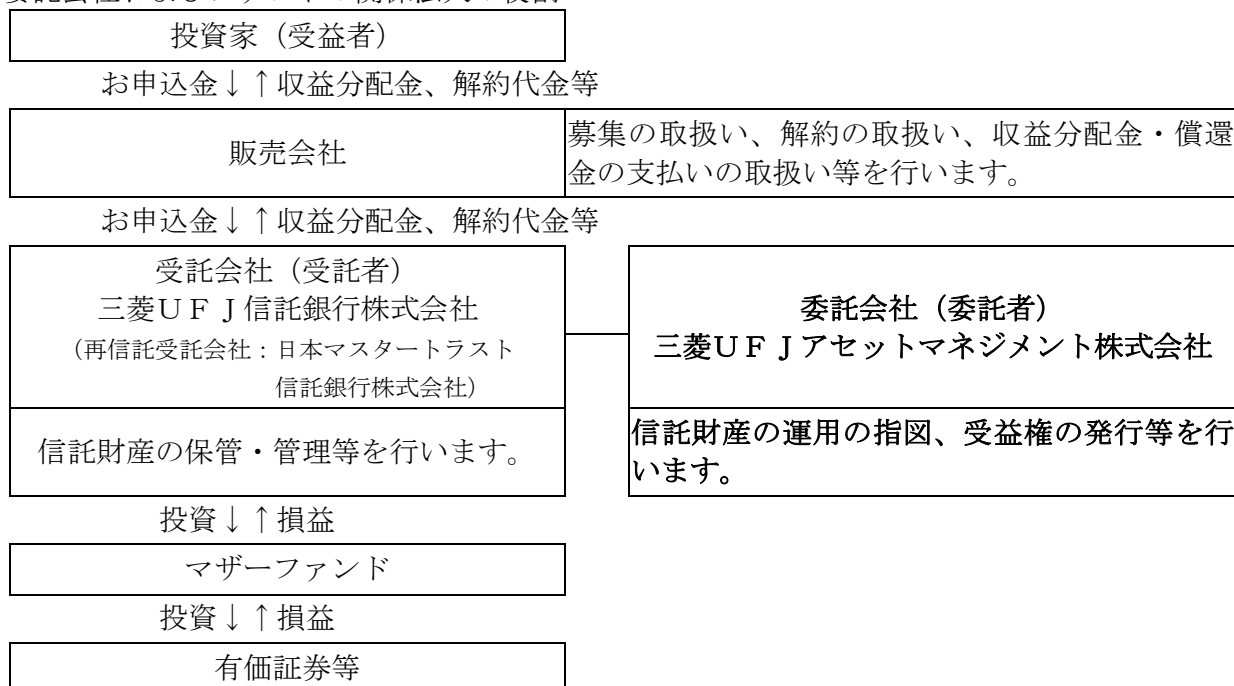 投資家（受益者）
お申込金↓↑収益分配金、解約代金等
販売会社
募集の取扱い、解約の取扱い、収益分配金・償還
金の支払いの取扱い等を行います。
お申込金↓↑収益分配金、解約代金等
受託会社（受託者）
三菱ＵＦＪ信託銀行株式会社
（再信託受託会社：日本マスタートラスト
信託銀行株式会社）
信託財産の保管・管理等を行います。
委託会社（委託者）
三菱ＵＦＪアセットマネジメント株式会社
信託財産の運用の指図、受益権の発行等を行
います。
投資↓↑損益
マザーファンド
投資↓↑損益
有価証券等